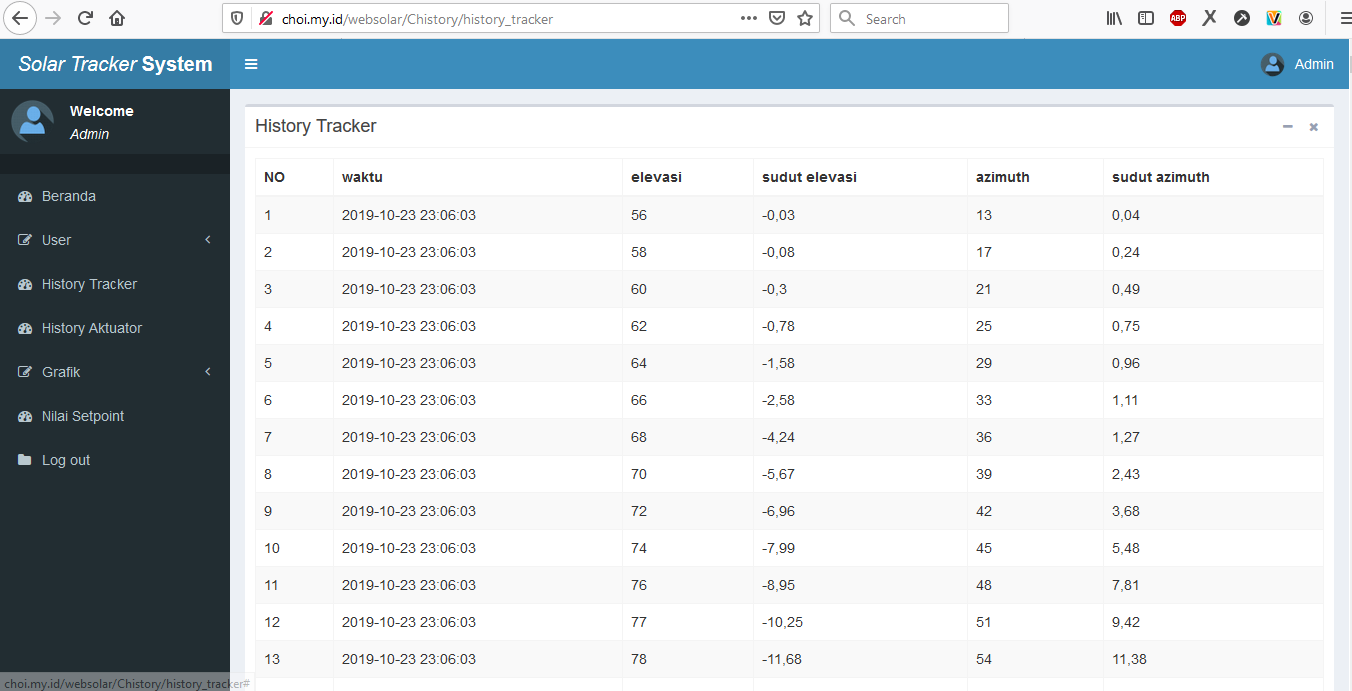 choi.my.id/websolar/Chistory/history_tracker
Search
ABP
Solar Tracker System
Admin
Welcome
Admin
Beranda
User
History Tracker
History Aktuator
Grafik
Nilai Setpoint
Log out
History Tracker
NO waktu elevasi sudut elevasi azimuth sudut azimuth
1 2019-10-23 23:06:03 56 -0,03 13 0,04
2 2019-10-23 23:06:03 58 -0,08 17 0,24
3 2019-10-23 23:06:03 60 -0,3 21 0,49
4 2019-10-23 23:06:03 62 -0,78 25 0,75
5 2019-10-23 23:06:03 64 -1,58 29 0,96
6 2019-10-23 23:06:03 66 -2,58 33 1,11
7 2019-10-23 23:06:03 68 -4,24 36 1,27
8 2019-10-23 23:06:03 70 -5,67 39 2,43
9 2019-10-23 23:06:03 72 -6,96 42 3,68
10 2019-10-23 23:06:03 74 -7,99 45 5,48
11 2019-10-23 23:06:03 76 -8,95 48 7,81
12 2019-10-23 23:06:03 77 -10,25 51 9,42
13 2019-10-23 23:06:03 78 -11,68 54 11,38
choi.my.id/websolar/Chistory/history_tracker#